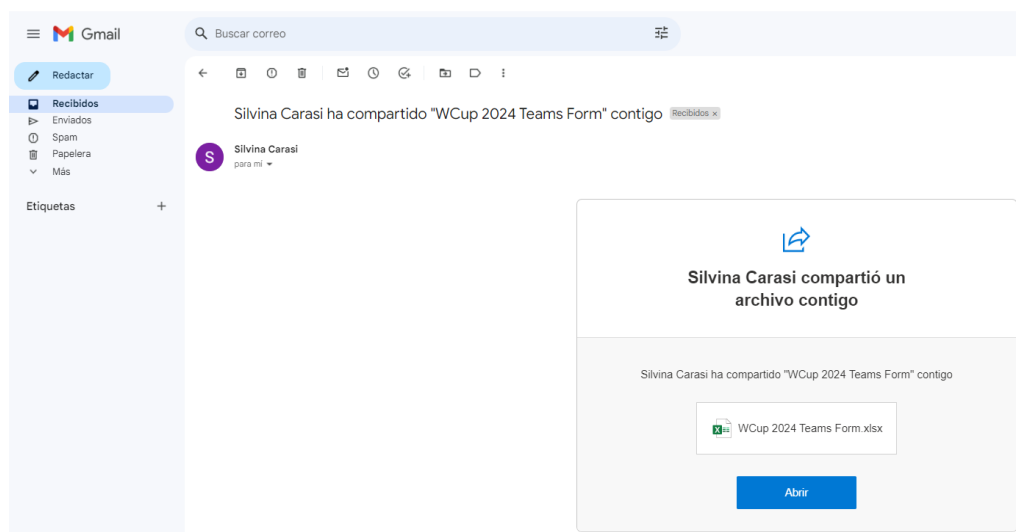 Gmail
Buscar correo
Redactar
Recibidos
Enviados
Spam
Papelera
Más
Etiquetas
Silvina Carasi ha compartido "WCup 2024 Teams Form" contigo Recibidos x
S
Silvina Carasi
para mí
Silvina Carasi compartió un
archivo contigo
Silvina Carasi ha compartido "WCup 2024 Teams Form" contigo
WCup 2024 Teams Form.xlsx
Abrir